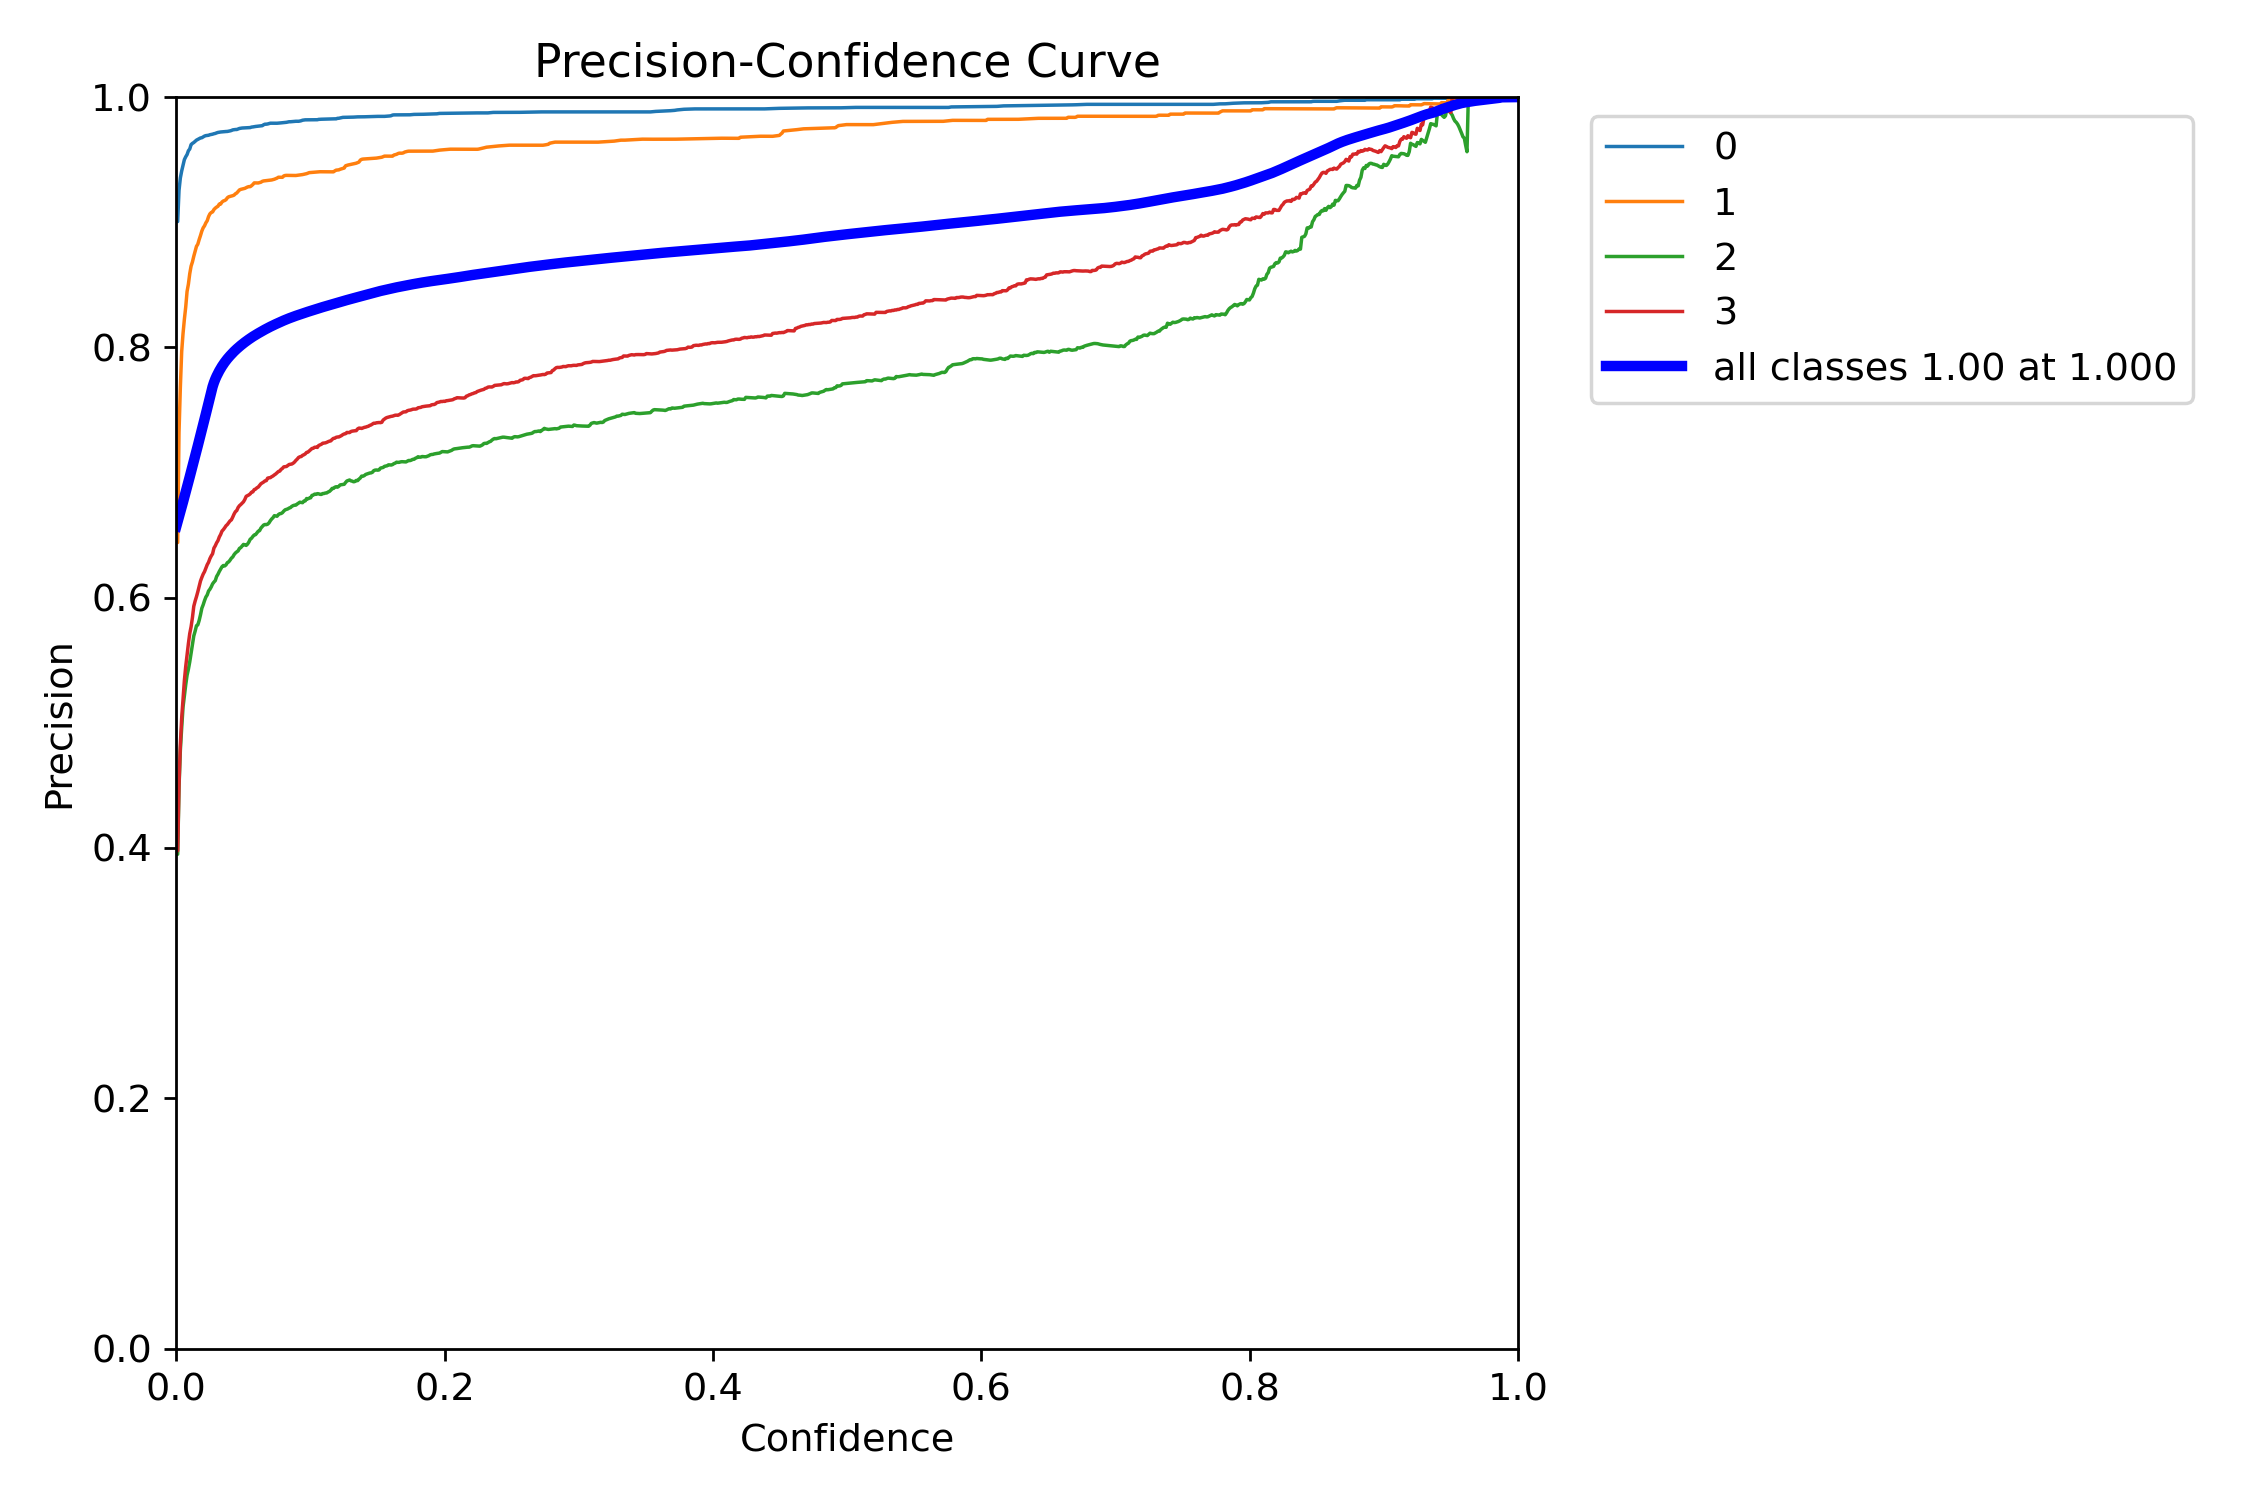 Precision-Confidence Curve
1.0
0.8
0.6
0.4
0.2
0.0
Precision
0.0 0.2 0.4 0.6 0.8 1.0
Confidence
0
1
2
3
all classes 1.00 at 1.000